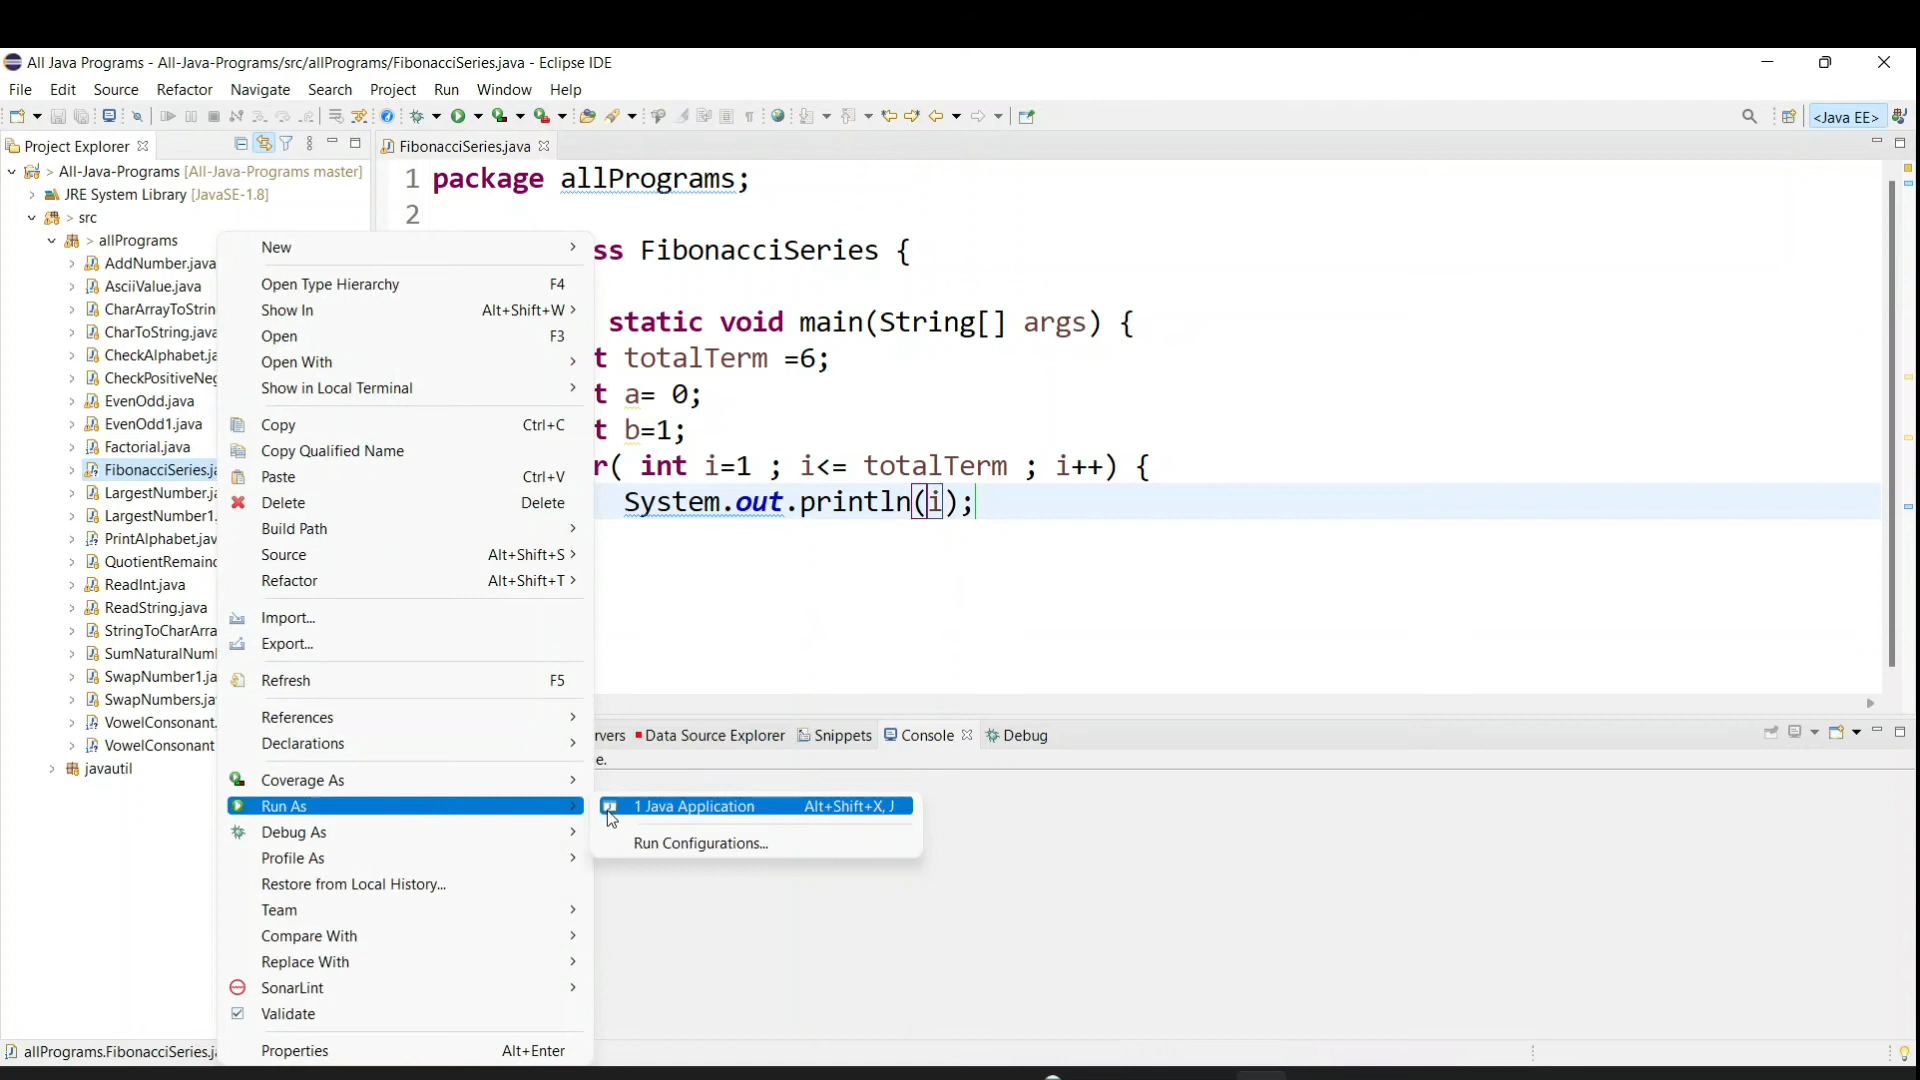 All Java Programs - All-Java-Programs/src/allPrograms/FibonacciSeries.java - Eclipse IDE
File Edit Source Refactor Navigate Search Project Run Window Help
<Java EE>
Project Explorer
FibonacciSeries.java
> All-Java-Programs [All-Java-Programs master]
JRE System Library [JavaSE-1.8]
> src
> allPrograms
AddNumber.java
AsciiValue.java
CharArrayToStrin
CharToString.java
CheckAlphabet.ja
CheckPositiveNeg
EvenOdd.java
EvenOdd1.java
Factorial.java
FibonacciSeries.ja
LargestNumber.ja
LargestNumber1.
PrintAlphabet.jav
QuotientRemaind
ReadInt.java
ReadString.java
StringToCharArra
SumNaturalNuml
SwapNumber1.ja
SwapNumbers.ja
VowelConsonant.
VowelConsonant
javautil
1 package allPrograms;
2
ss FibonacciSeries {
static void main(String[] args) {
t totalTerm =6;
t a= 0;
t b=1;
r( int i=1 ; i<= totalTerm ; i++) {
System.out.println(i);
New
Open Type Hierarchy F4
Show In Alt+Shift+W
Open F3
Open With
Show in Local Terminal
Copy Ctrl+C
Copy Qualified Name
Paste Ctrl+V
Delete Delete
Build Path
Source Alt+Shift+S
Refactor Alt+Shift+T
Import...
Export...
Refresh F5
References
Declarations
Coverage As
Run As
Debug As
Profile As
Restore from Local History...
Team
Compare With
Replace With
SonarLint
Validate
Properties Alt+Enter
1 Java Application Alt+Shift+X, J
Run Configurations...
rvers Data Source Explorer Snippets Console Debug
e.
allPrograms.FibonacciSeries.ja